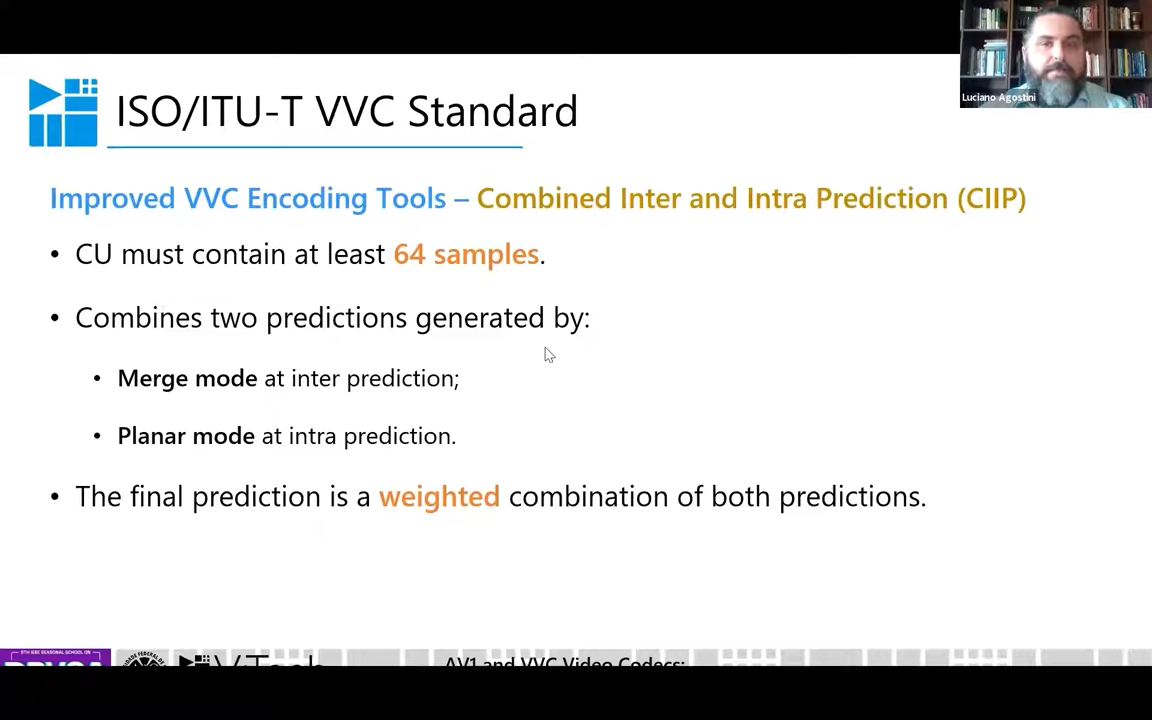 Luciano Agostini
ISO/ITU-T VVC Standard
Improved VVC Encoding Tools – Combined Inter and Intra Prediction (CIIP)
• CU must contain at least 64 samples.
• Combines two predictions generated by:
• Merge mode at inter prediction;
• Planar mode at intra prediction.
• The final prediction is a weighted combination of both predictions.
AV1 and VVC Video Codecs: